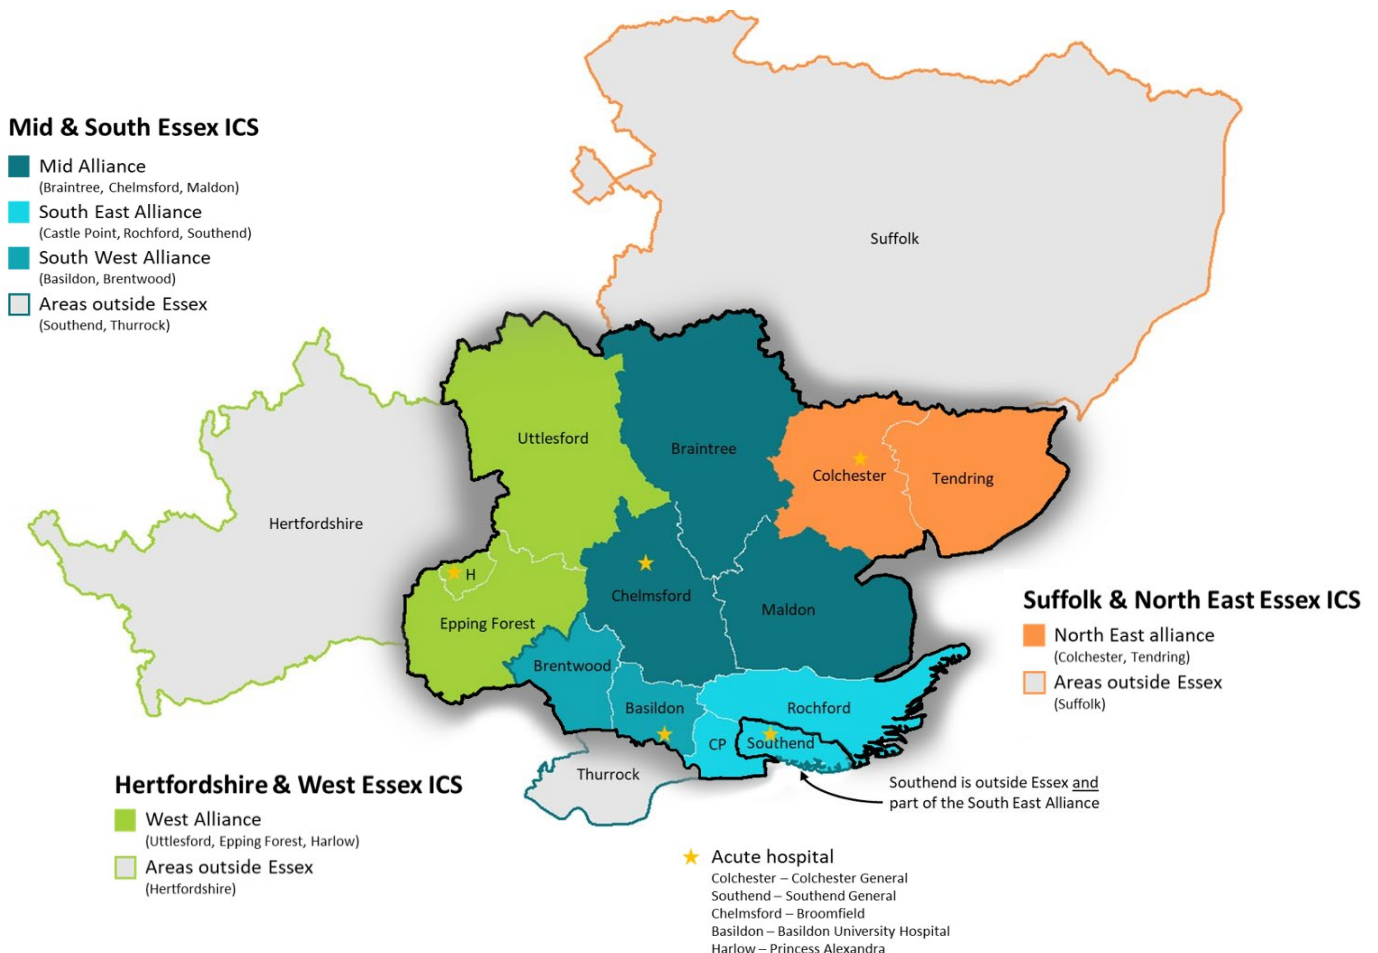 Mid & South Essex ICS
Mid Alliance
(Braintree, Chelmsford, Maldon)
South East Alliance
(Castle Point, Rochford, Southend)
South West Alliance
(Basildon, Brentwood)
Areas outside Essex
(Southend, Thurrock)
Suffolk
Uttlesford
Braintree
Colchester
Tendring
Hertfordshire
H
Chelmsford
Maldon
Epping Forest
Brentwood
Basildon
Rochford
CP
Southend
Thurrock
Suffolk & North East Essex ICS
North East alliance
(Colchester, Tendring)
Areas outside Essex
(Suffolk)
Southend is outside Essex and
part of the South East Alliance
Hertfordshire & West Essex ICS
West Alliance
(Uttlesford, Epping Forest, Harlow)
Areas outside Essex
(Hertfordshire)
Acute hospital
Colchester – Colchester General
Southend – Southend General
Chelmsford – Broomfield
Basildon – Basildon University Hospital
Harlow – Princess Alexandra